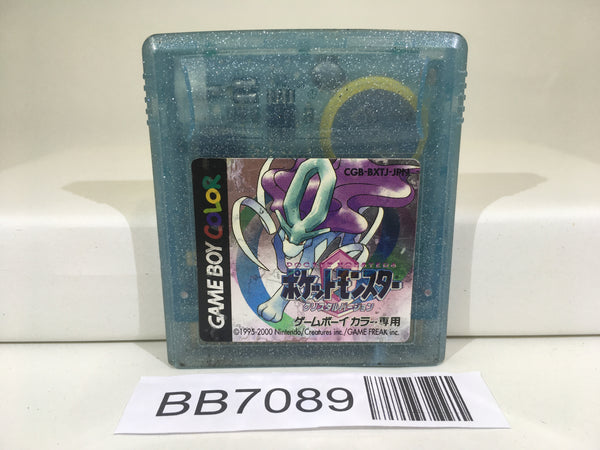 CGB-BXTJ-JPN
GAME BOY COLOR
POCKET MONSTERS
ポケットモンスター
クリスタルバージョン
ゲームボーイ カラー専用
©1995-2000 Nintendo/Creatures inc./GAME FREAK inc.
BB7089